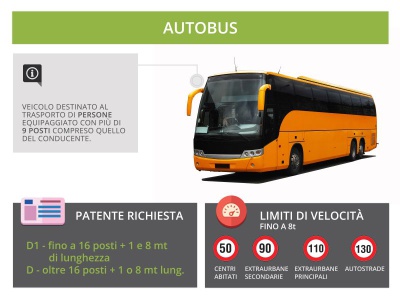 AUTOBUS
VEICOLO DESTINATO AL
TRASPORTO DI PERSONE
EQUIPAGGIATO CON PIÙ DI
9 POSTI COMPRESO QUELLO
DEL CONDUCENTE.
PATENTE RICHIESTA
D1 - fino a 16 posti + 1 e 8 mt
di lunghezza
D - oltre 16 posti + 1 o 8 mt lung.
LIMITI DI VELOCITÀ
FINO A 8t
50
90
110
130
CENTRI
ABITATI
EXTRAURBANE
SECONDARIE
EXTRAURBANE
PRINCIPALI
AUTOSTRADE